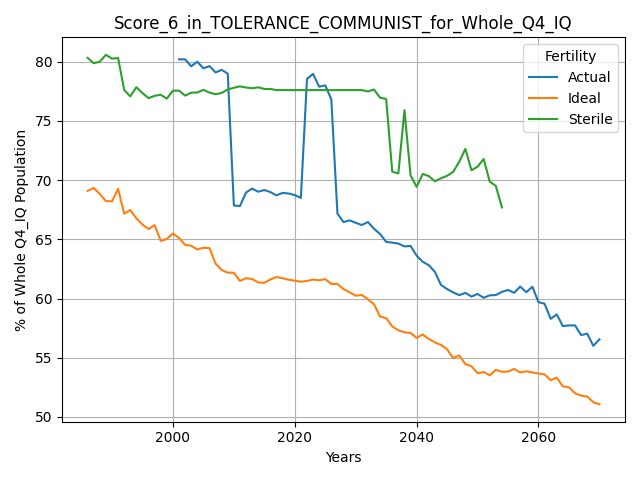 Score_6_in_TOLERANCE_COMMUNIST_for_Whole_Q4_IQ
% of Whole Q4_IQ Population
80
75
70
65
60
55
50
Fertility
Actual
Ideal
Sterile
2000
2020
2040
2060
Years